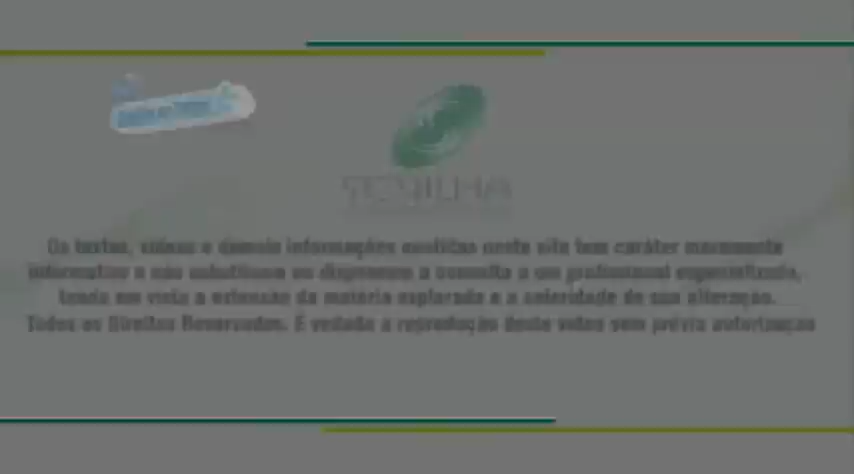 Os textos, vídeos e demais informações contidas neste site tem caráter meramente
informativo e não substituem ou dispensam a consulta a um profissional especializado,
tendo em vista a extensão da matéria explorada e a celeridade de sua alteração.
Todos os Direitos Reservados. É vedada a reprodução deste vídeo sem prévia autorização